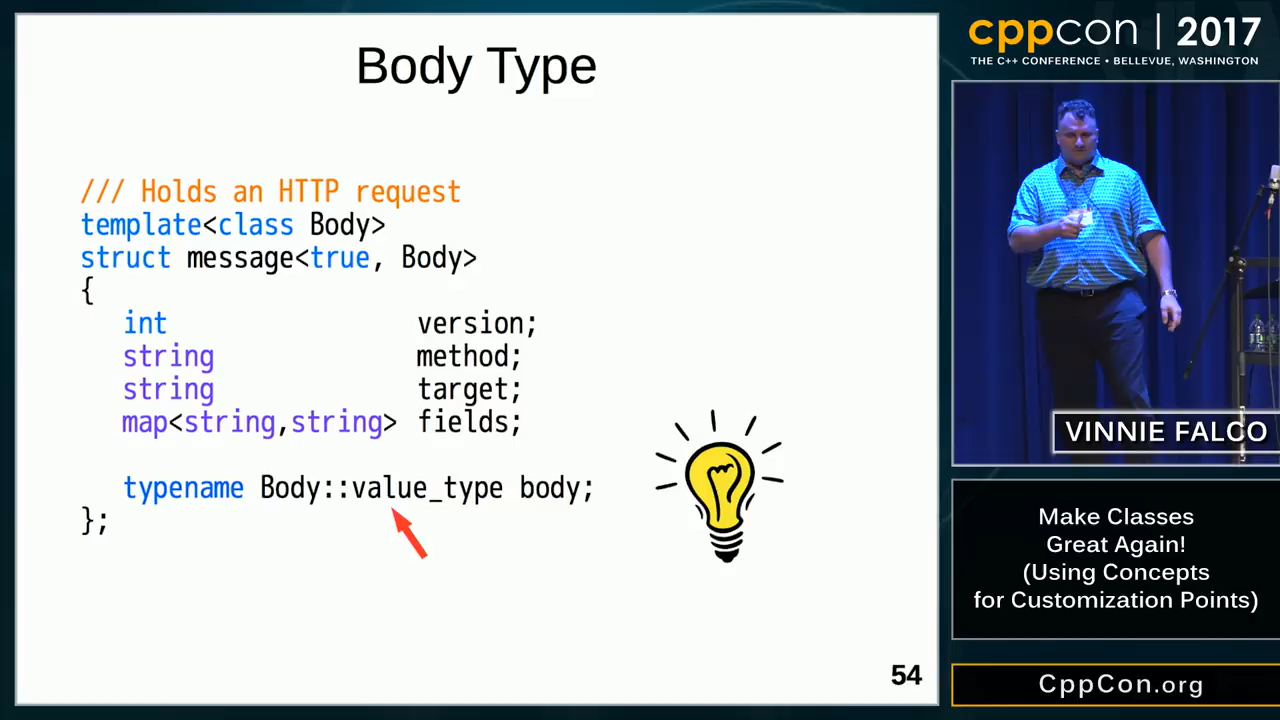 Body Type
/// Holds an HTTP request
template<class Body>
struct message<true, Body>
{
int version;
string method;
string target;
map<string,string> fields;
typename Body::value_type body;
};
54
cppcon | 2017
THE C++ CONFERENCE • BELLEVUE, WASHINGTON
VINNIE FALCO
Make Classes
Great Again!
(Using Concepts
for Customization Points)
CppCon.org